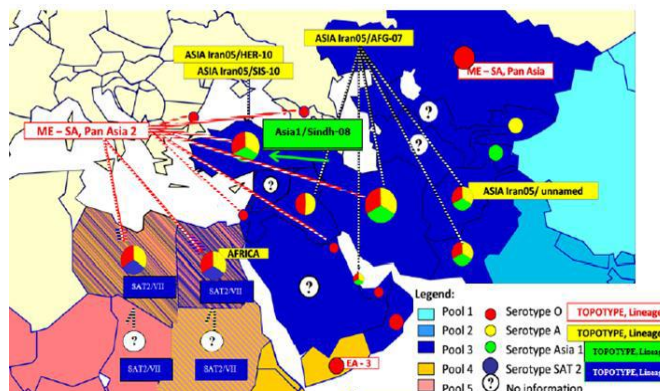 ASIA Iran05/AFG-07
ASIA Iran05/HER-10
ASIA Iran05/SIS-10
ME – SA, Pan Asia
?
?
ME – SA, Pan Asia 2
Asia1/Sindh-08
?
ASIA Iran05/ unnamed
AFRICA
SAT2/VII
SAT2/VII
?
?
?
SAT2/VII
SAT2/VII
EA - 3
Legend:
Pool 1
Pool 2
Pool 3
Pool 4
Pool 5
Serotype O
Serotype A
Serotype Asia 1
Serotype SAT 2
? No information
TOPOTYPE, Lineage
TOPOTYPE, Lineage
TOPOTYPE, Lineag
TOPOTYPE, Lineag